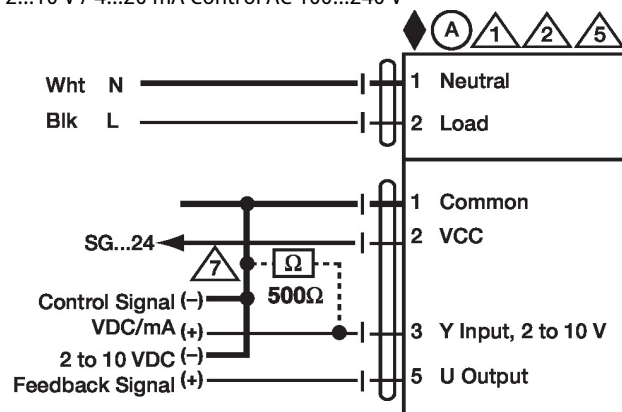 2...10 V / 4...20 mA Control AC 100...240 V
A 1 2 5
Wht N 1 Neutral
Blk L 2 Load
1 Common
SG...24 2 VCC
7 Ω
500Ω
Control Signal (–)
VDC/mA (+) 3 Y Input, 2 to 10 V
2 to 10 VDC (–)
Feedback Signal (+) 5 U Output